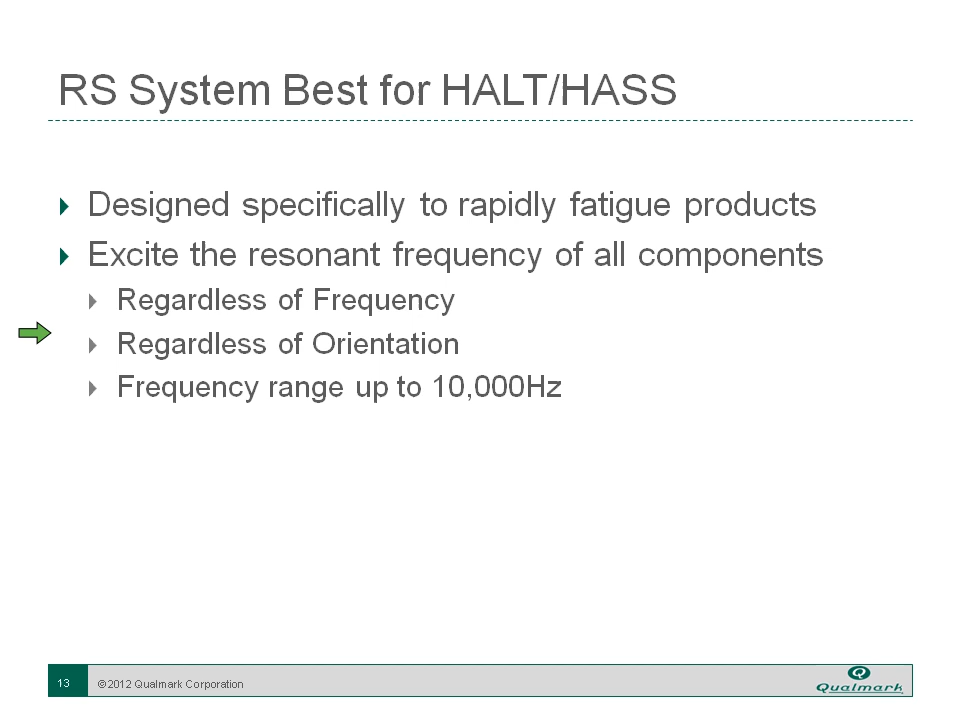 RS System Best for HALT/HASS
Designed specifically to rapidly fatigue products
Excite the resonant frequency of all components
Regardless of Frequency
Regardless of Orientation
Frequency range up to 10,000Hz
13
©2012 Qualmark Corporation
Q
Qualmark